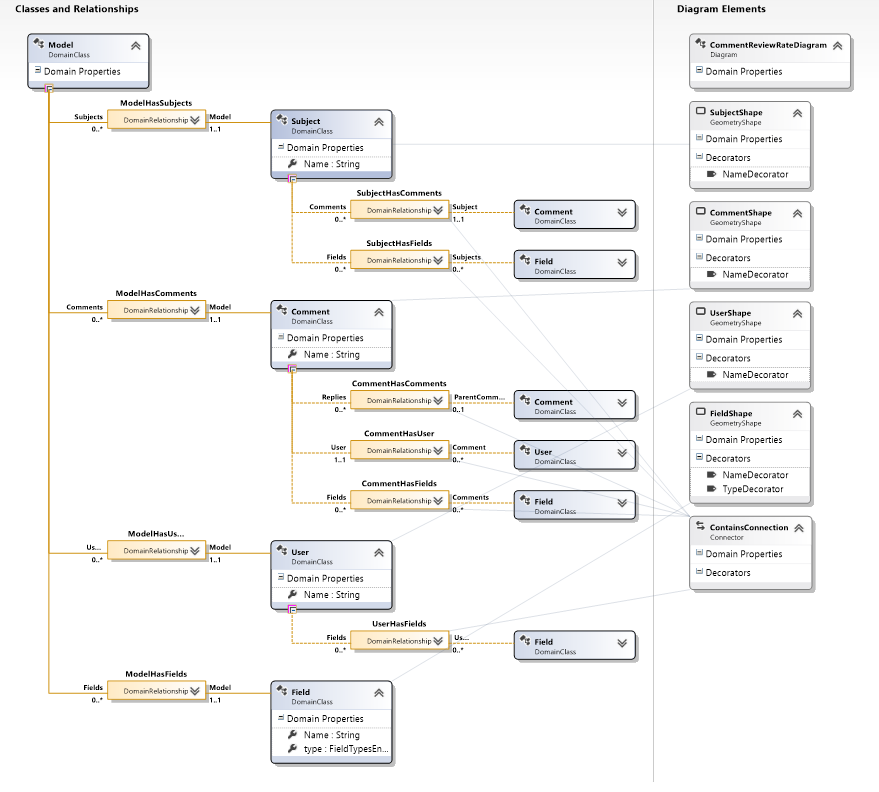 Classes and Relationships
Diagram Elements
Model
DomainClass
Domain Properties
ModelHasSubjects
Subjects
DomainRelationship
Model
0..*
1..1
Subject
DomainClass
Domain Properties
Name : String
SubjectHasComments
Comments
DomainRelationship
Subject
0..*
1..1
Comment
DomainClass
SubjectHasFields
Fields
DomainRelationship
Subjects
0..*
0..*
Field
DomainClass
ModelHasComments
Comments
DomainRelationship
Model
0..*
1..1
Comment
DomainClass
Domain Properties
Name : String
CommentHasComments
Replies
DomainRelationship
ParentComm...
0..*
0..1
Comment
DomainClass
CommentHasUser
User
DomainRelationship
Comment
1..1
0..*
User
DomainClass
CommentHasFields
Fields
DomainRelationship
Comments
0..*
0..*
Field
DomainClass
ModelHasUs...
Us...
DomainRelationship
Model
0..*
1..1
User
DomainClass
Domain Properties
Name : String
UserHasFields
Fields
DomainRelationship
Us...
0..*
0..*
Field
DomainClass
ModelHasFields
Fields
DomainRelationship
Model
0..*
1..1
Field
DomainClass
Domain Properties
Name : String
type : FieldTypesEn...
CommentReviewRateDiagram
Diagram
Domain Properties
SubjectShape
GeometryShape
Domain Properties
Decorators
NameDecorator
CommentShape
GeometryShape
Domain Properties
Decorators
NameDecorator
UserShape
GeometryShape
Domain Properties
Decorators
NameDecorator
FieldShape
GeometryShape
Domain Properties
Decorators
NameDecorator
TypeDecorator
ContainsConnection
Connector
Domain Properties
Decorators